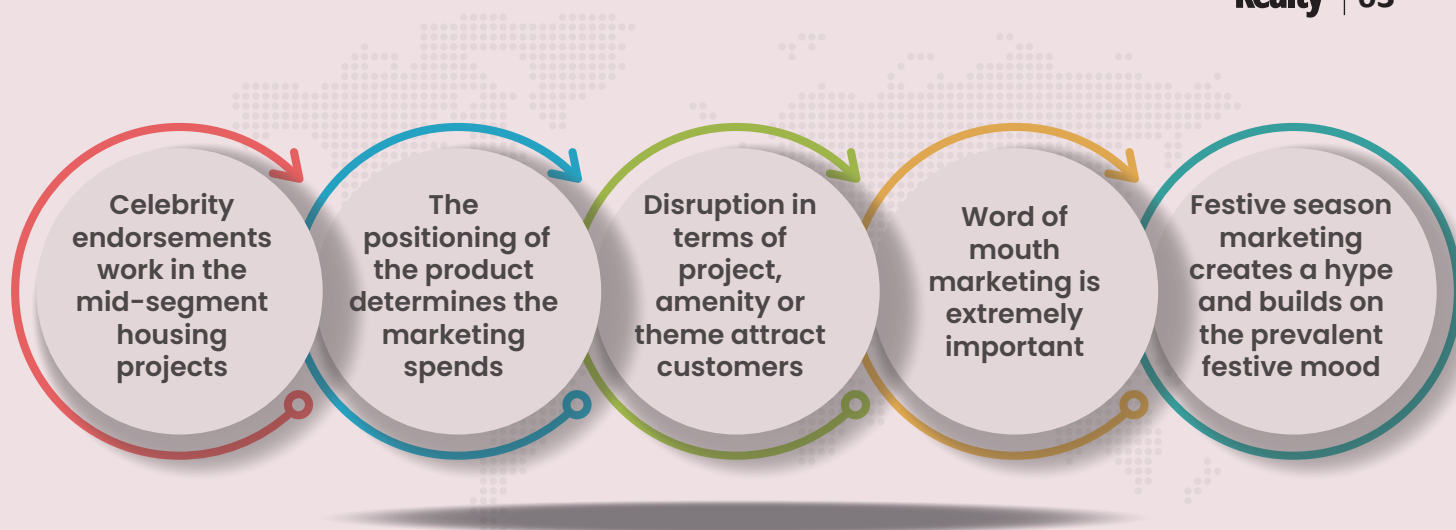 Realty | 63
Celebrity
endorsements
work in the
mid-segment
housing
projects
The
positioning of
the product
determines the
marketing
spends
Disruption in
terms of
project,
amenity or
theme attract
customers
Word of
mouth
marketing is
extremely
important
Festive season
marketing
creates a hype
and builds on
the prevalent
festive mood